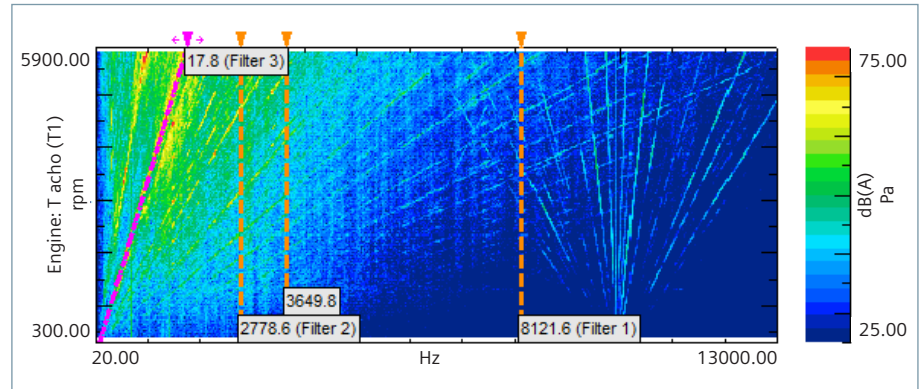 5900.00
17.8 (Filter 3)
75.00
Engine: T acho (T1)
rpm
dB(A)
Pa
3649.8
2778.6 (Filter 2)
8121.6 (Filter 1)
300.00
25.00
20.00
Hz
13000.00